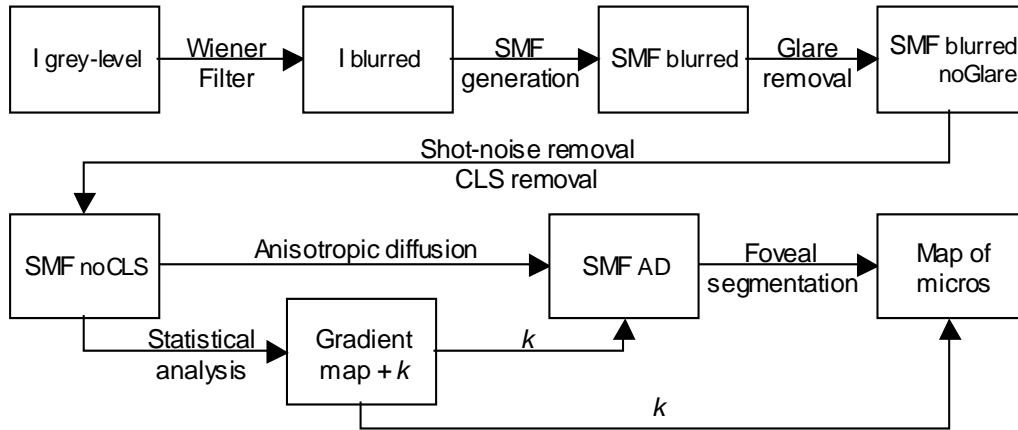 I grey-level
Wiener
Filter
I blurred
SMF
generation
SMF blurred
Glare
removal
SMF blurred
noGlare
Shot-noise removal
CLS removal
SMF noCLS
Anisotropic diffusion
SMF AD
Foveal
segmentation
Map of
micros
Statistical
analysis
Gradient
map + k
k
k